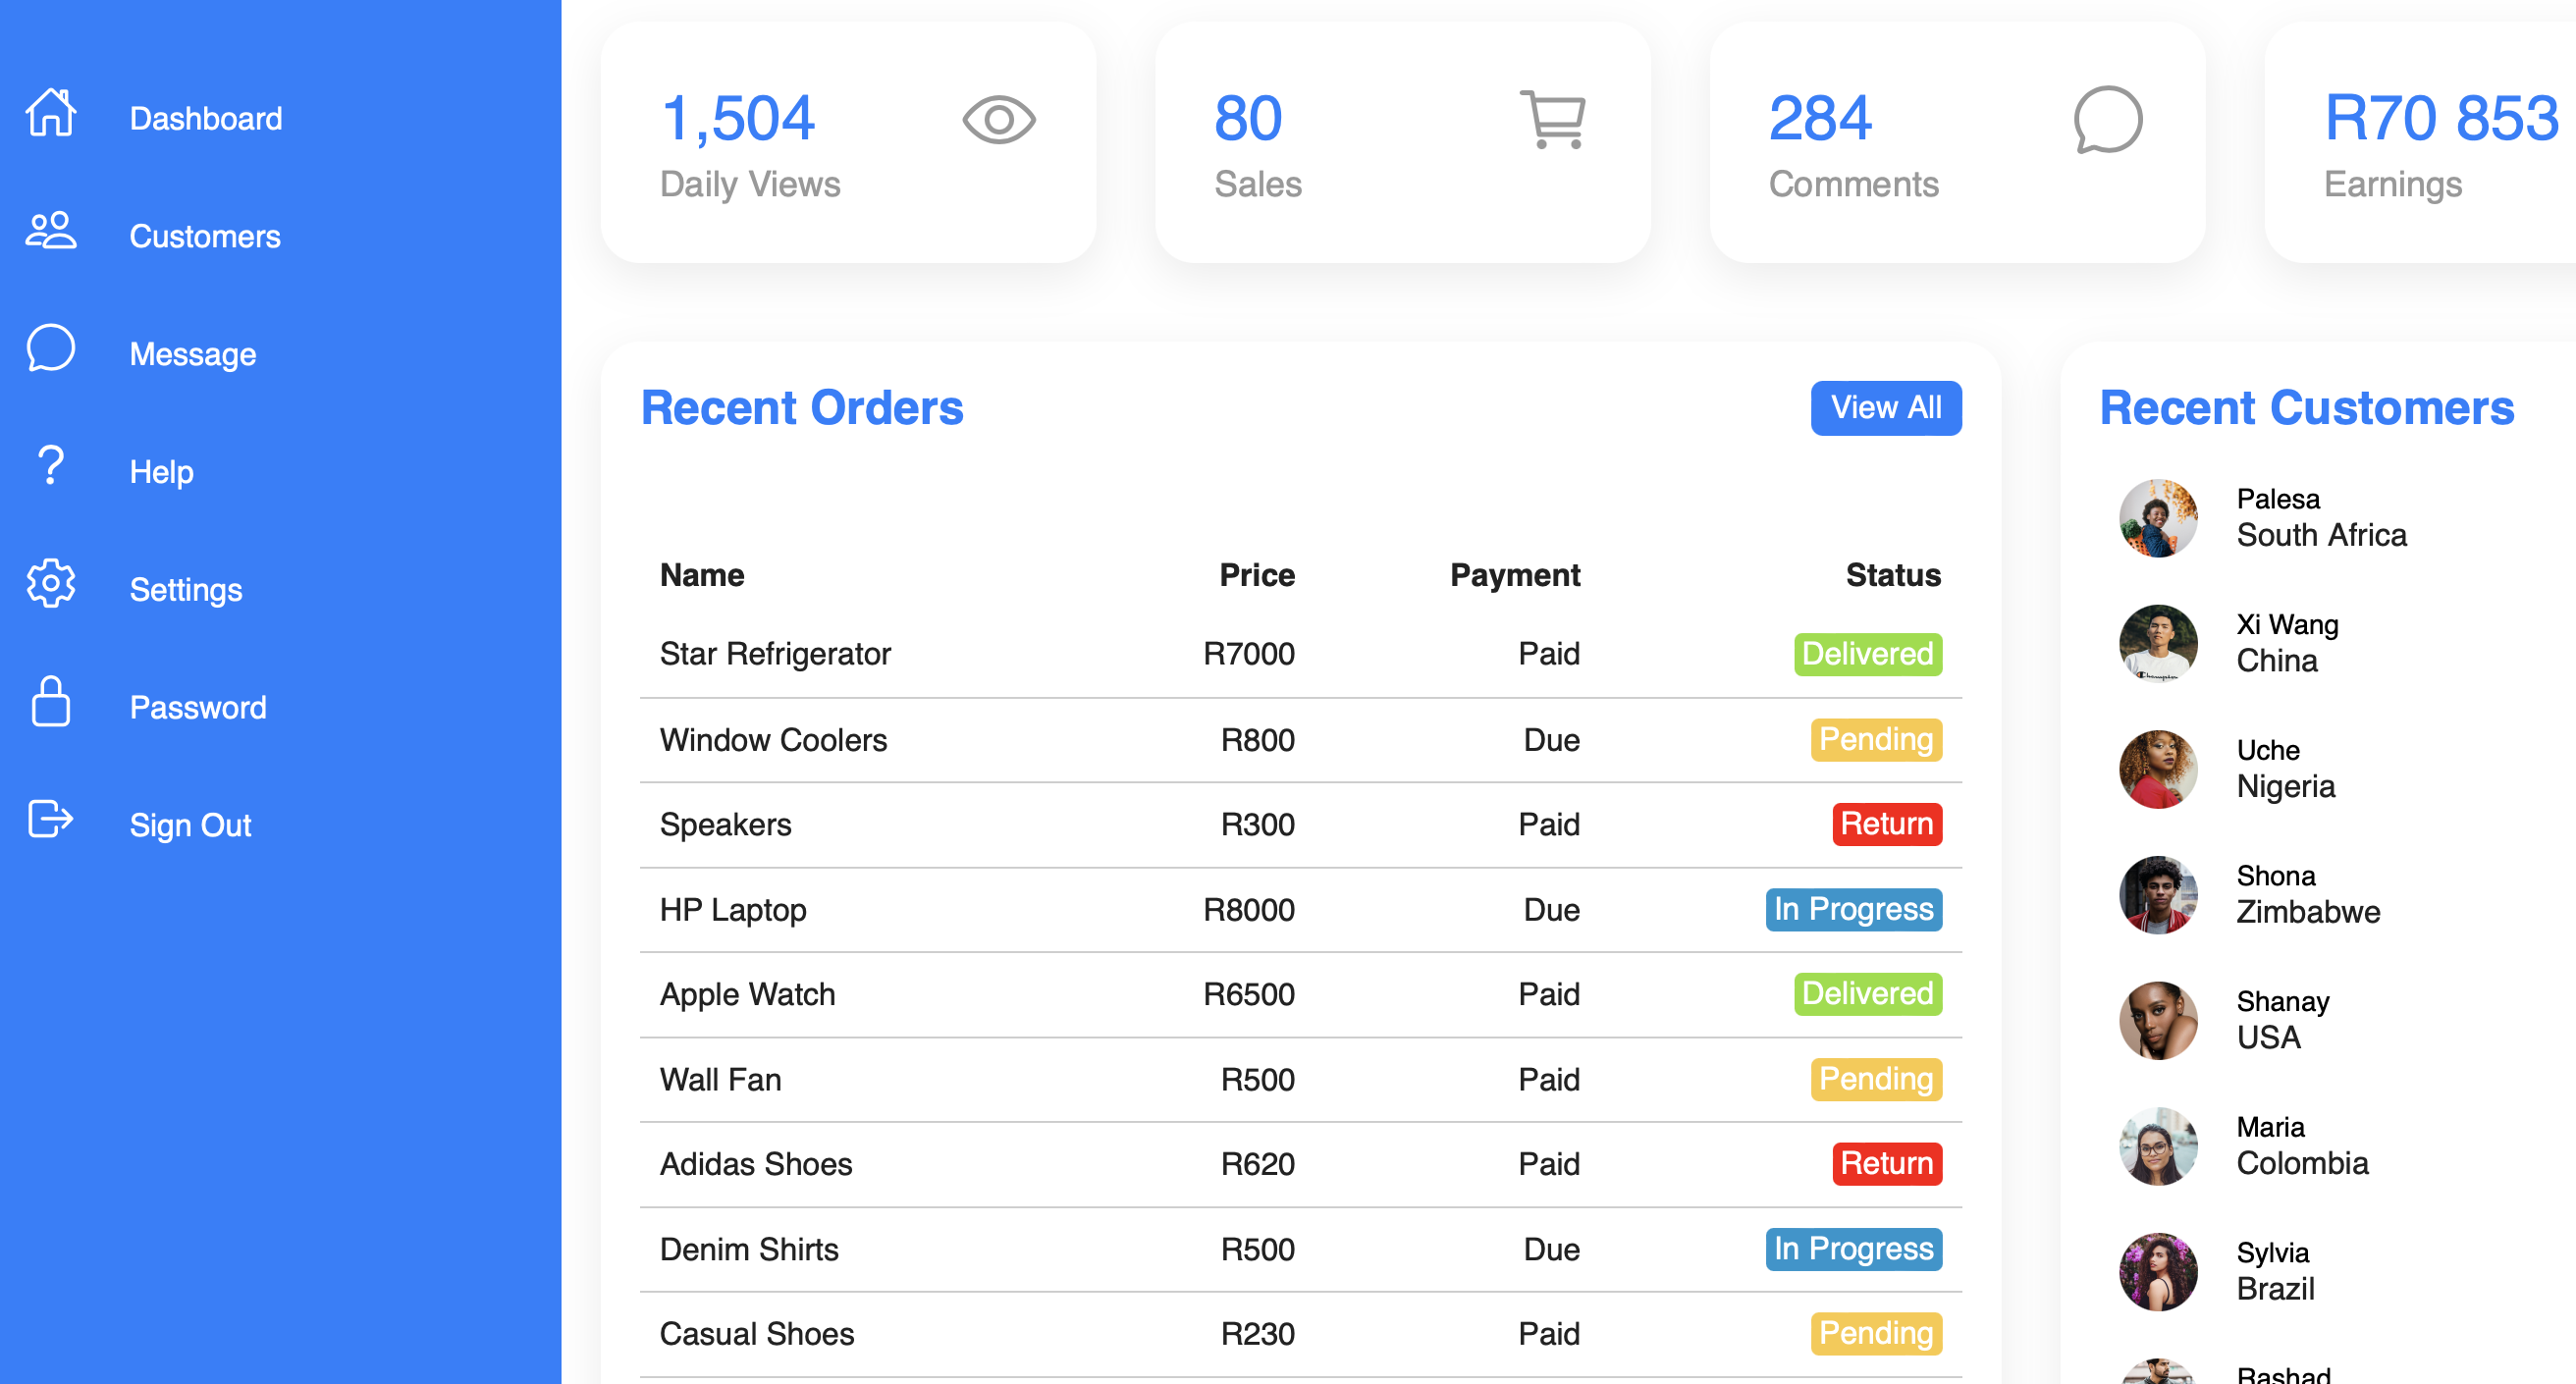 Dashboard
Customers
Message
Help
Settings
Password
Sign Out
1,504
Daily Views
80
Sales
284
Comments
R70 853
Earnings
Recent Orders
View All
Name Price Payment Status
Star Refrigerator R7000 Paid Delivered
Window Coolers R800 Due Pending
Speakers R300 Paid Return
HP Laptop R8000 Due In Progress
Apple Watch R6500 Paid Delivered
Wall Fan R500 Paid Pending
Adidas Shoes R620 Paid Return
Denim Shirts R500 Due In Progress
Casual Shoes R230 Paid Pending
Recent Customers
Palesa
South Africa
Xi Wang
China
Champion
Uche
Nigeria
Shona
Zimbabwe
Shanay
USA
Maria
Colombia
Sylvia
Brazil
Rashad